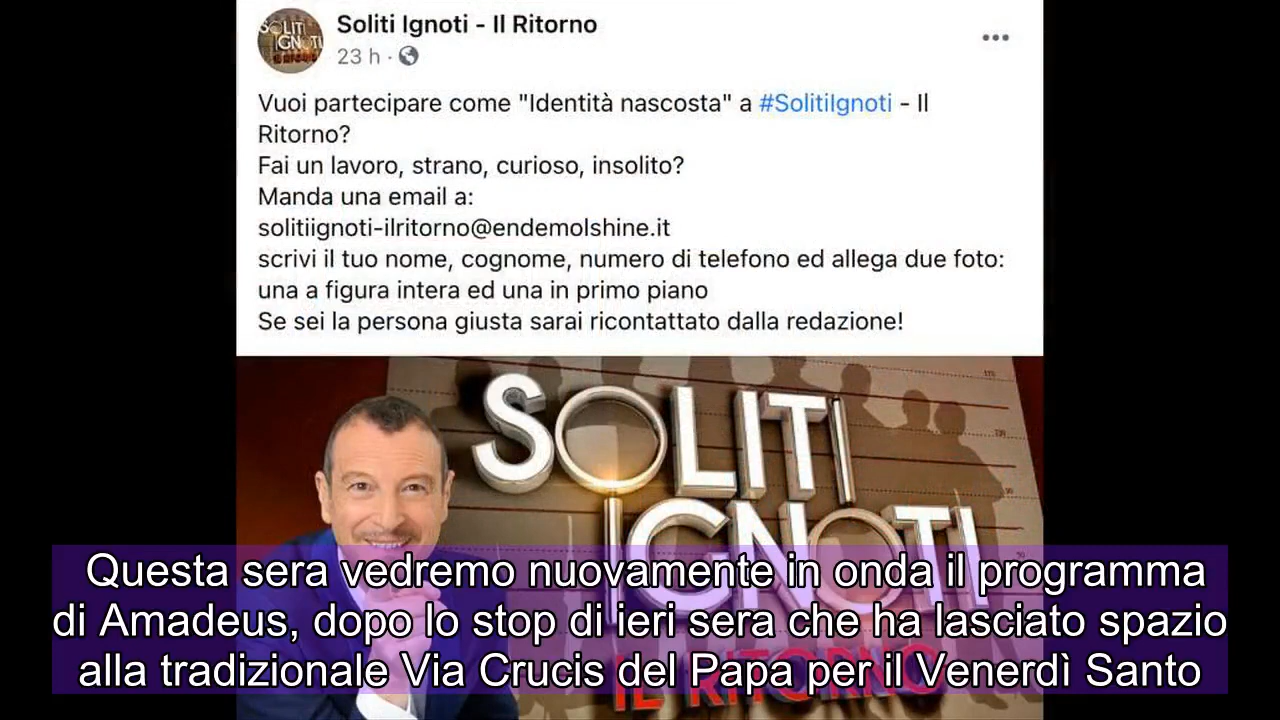 SOLITI
IGNOTI
Soliti Ignoti - Il Ritorno
23 h ·
Vuoi partecipare come "Identità nascosta" a #SolitiIgnoti - Il
Ritorno?
Fai un lavoro, strano, curioso, insolito?
Manda una email a:
solitiignoti-ilritorno@endemolshine.it
scrivi il tuo nome, cognome, numero di telefono ed allega due foto:
una a figura intera ed una in primo piano
Se sei la persona giusta sarai ricontattato dalla redazione!
SOLITI
IGNOTI
IL RITORNO
Questa sera vedremo nuovamente in onda il programma
di Amadeus, dopo lo stop di ieri sera che ha lasciato spazio
alla tradizionale Via Crucis del Papa per il Venerdì Santo